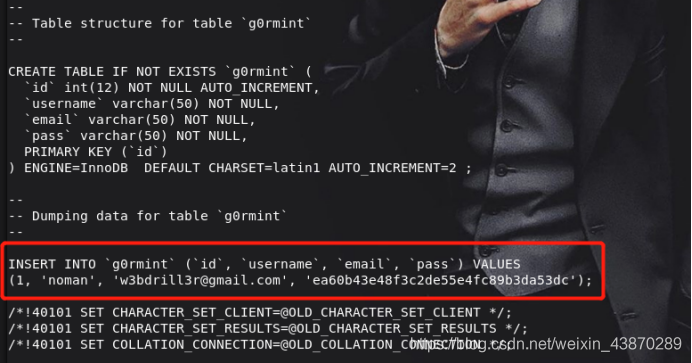 --
-- Table structure for table `g0rmint`
--
CREATE TABLE IF NOT EXISTS `g0rmint` (
`id` int(12) NOT NULL AUTO_INCREMENT,
`username` varchar(50) NOT NULL,
`email` varchar(50) NOT NULL,
`pass` varchar(50) NOT NULL,
PRIMARY KEY (`id`)
) ENGINE=InnoDB  DEFAULT CHARSET=latin1 AUTO_INCREMENT=2 ;
--
-- Dumping data for table `g0rmint`
--
INSERT INTO `g0rmint` (`id`, `username`, `email`, `pass`) VALUES
(1, 'noman', 'w3bdrill3r@gmail.com', 'ea60b43e48f3c2de55e4fc89b3da53dc');
/*!40101 SET CHARACTER_SET_CLIENT=@OLD_CHARACTER_SET_CLIENT */;
/*!40101 SET CHARACTER_SET_RESULTS=@OLD_CHARACTER_SET_RESULTS */;
/*!40101 SET COLLATION_CONNECTION=@OLD_COLLATION_CONNECTION */;
https://blog.csdn.net/weixin_43870289